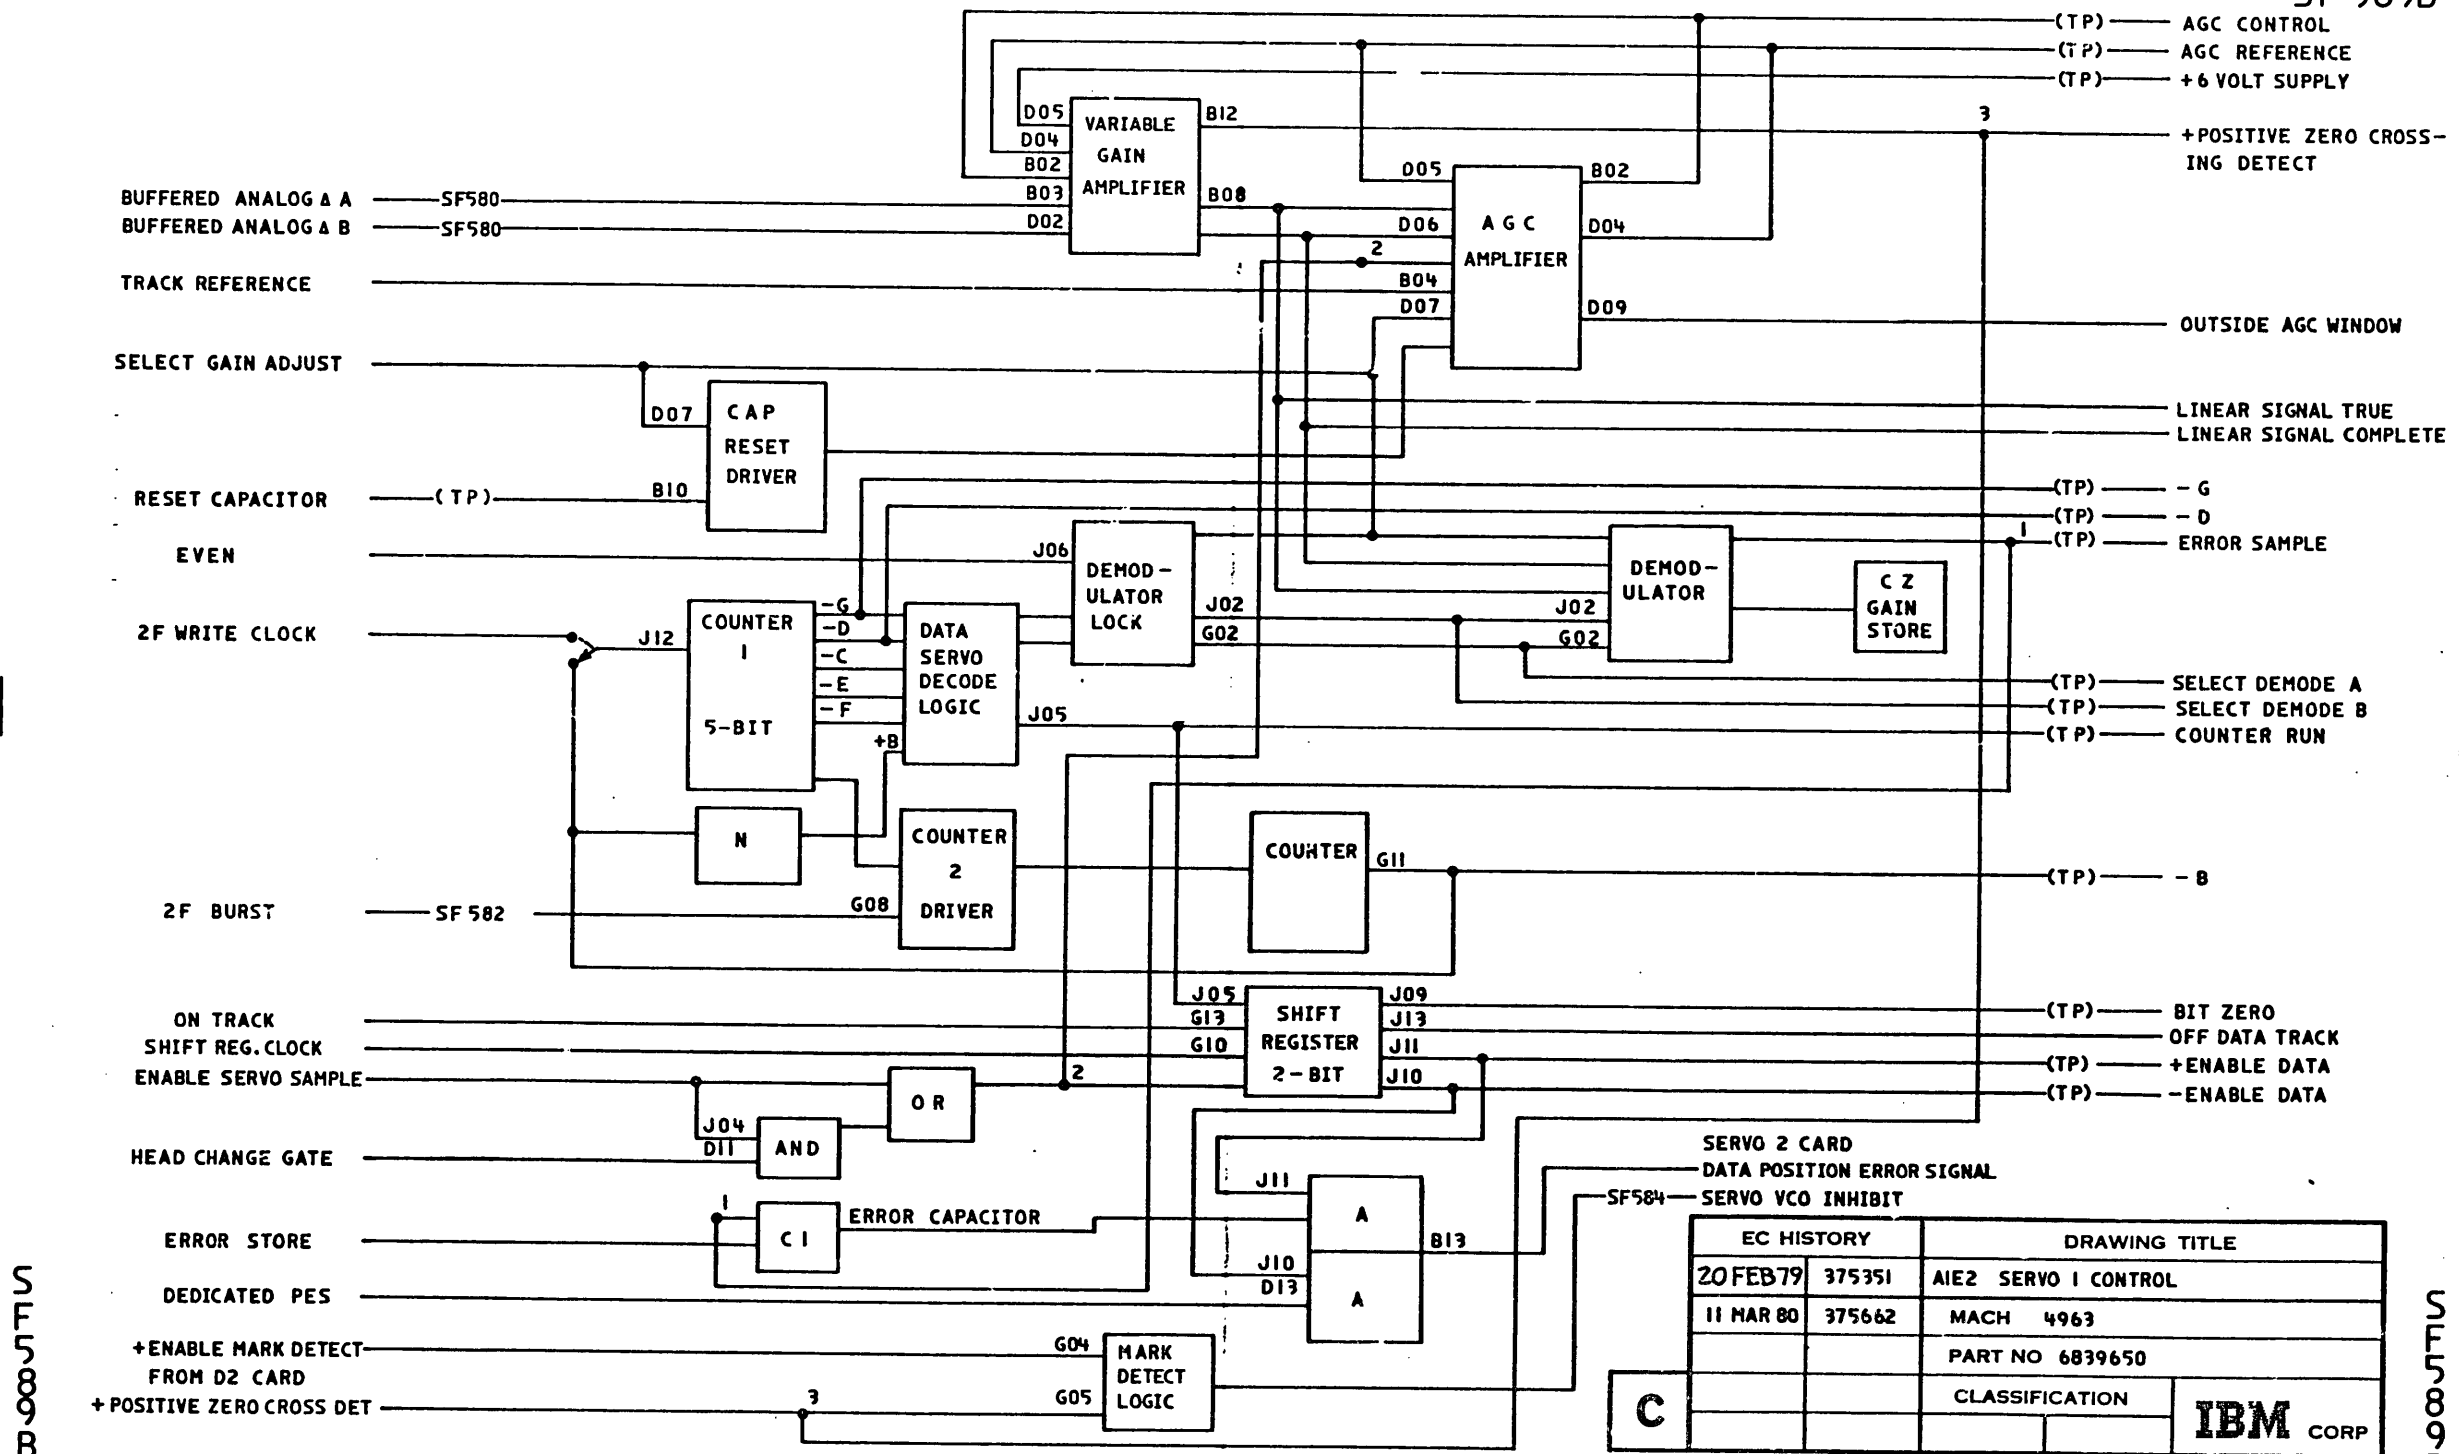 (TP) AGC CONTROL
(TP) AGC REFERENCE
(TP) +6 VOLT SUPPLY
3
+POSITIVE ZERO CROSS-
ING DETECT
D05
D04
B02
B03
D02
VARIABLE
GAIN
AMPLIFIER
B12
B08
BUFFERED ANALOG Δ A SF580
BUFFERED ANALOG Δ B SF580
TRACK REFERENCE
D05
D06
2
B04
D07
AGC
AMPLIFIER
B02
D04
D09
OUTSIDE AGC WINDOW
SELECT GAIN ADJUST
D07
CAP
RESET
DRIVER
LINEAR SIGNAL TRUE
LINEAR SIGNAL COMPLETE
RESET CAPACITOR (TP) B10
(TP) -G
(TP) -D
1
(TP) ERROR SAMPLE
EVEN
J06
DEMOD-
ULATOR
LOCK
J02
G02
J02
G02
DEMOD-
ULATOR
CZ
GAIN
STORE
2F WRITE CLOCK
J12
COUNTER
1
5-BIT
-G
-D
-C
-E
-F
+B
DATA
SERVO
DECODE
LOGIC
J05
(TP) SELECT DEMODE A
(TP) SELECT DEMODE B
(TP) COUNTER RUN
N
COUNTER
2
DRIVER
COUNTER
G11
(TP) -B
2F BURST SF582
G08
ON TRACK
SHIFT REG. CLOCK
ENABLE SERVO SAMPLE
J05
G13
G10
2
SHIFT
REGISTER
2-BIT
J09
J13
J11
J10
(TP) BIT ZERO
OFF DATA TRACK
(TP) +ENABLE DATA
(TP) -ENABLE DATA
OR
J04
D11
AND
HEAD CHANGE GATE
SERVO 2 CARD
DATA POSITION ERROR SIGNAL
SF584 SERVO VCO INHIBIT
J11
A
B13
J10
D13
A
1
ERROR STORE
C1
ERROR CAPACITOR
DEDICATED PES
+ENABLE MARK DETECT
FROM D2 CARD
+POSITIVE ZERO CROSS DET
3
G04
G05
MARK
DETECT
LOGIC
EC HISTORY
DRAWING TITLE
20 FEB 79 375351 A1E2 SERVO 1 CONTROL
11 MAR 80 375662 MACH 4963
PART NO 6839650
CLASSIFICATION
C
IBM CORP
SF589B
SF589